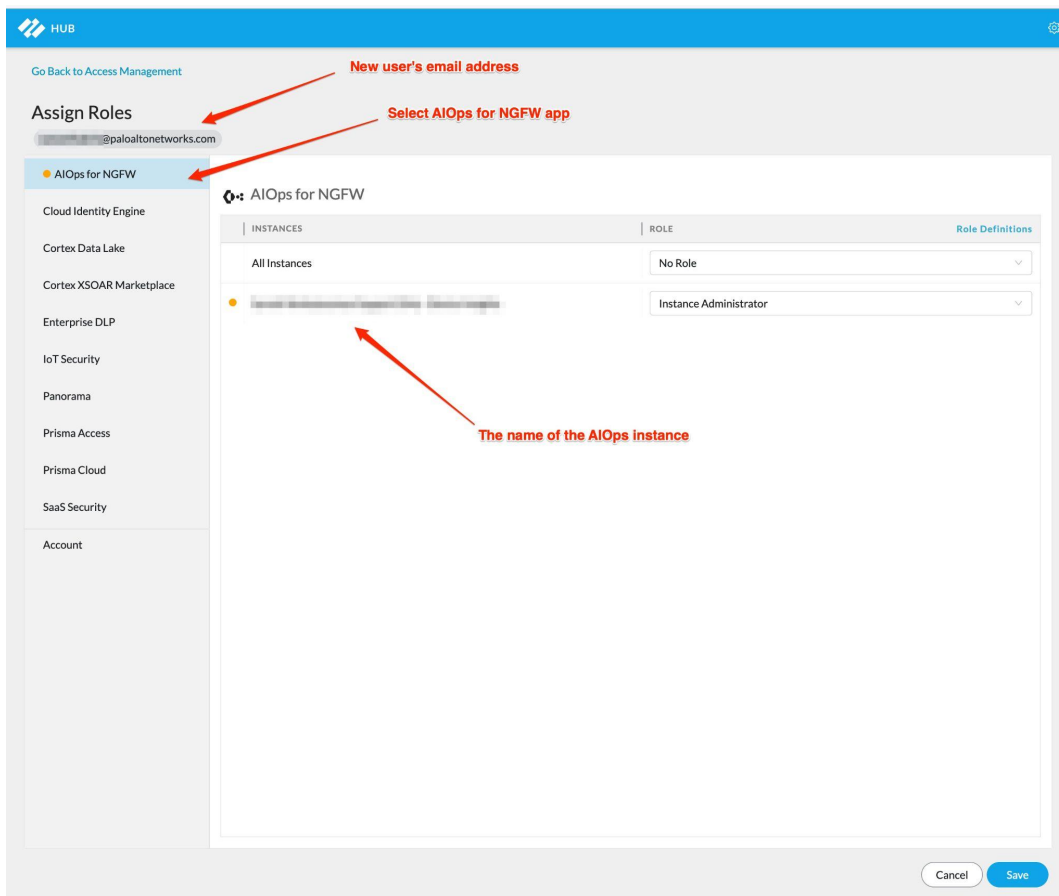 HUB
Go Back to Access Management
New user's email address
Assign Roles
Select AIOps for NGFW app
@paloaltonetworks.com
AIOps for NGFW
Cloud Identity Engine
Cortex Data Lake
Cortex XSOAR Marketplace
Enterprise DLP
IoT Security
Panorama
Prisma Access
Prisma Cloud
SaaS Security
Account
AIOps for NGFW
INSTANCES ROLE Role Definitions
All Instances No Role
Instance Administrator
The name of the AIOps instance
Cancel Save